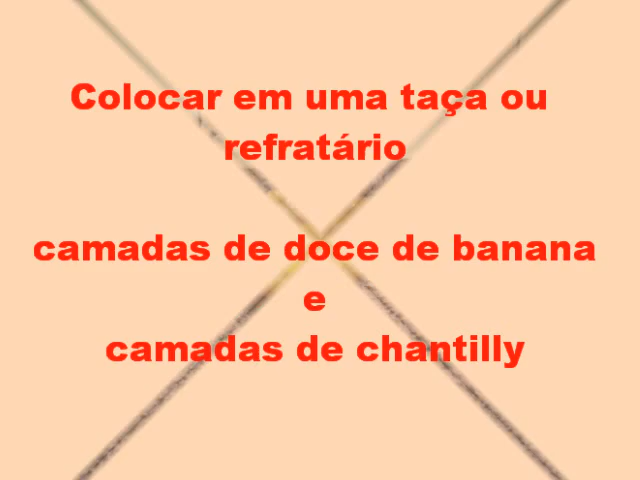 Colocar em uma taça ou
refratário
camadas de doce de banana
e
camadas de chantilly